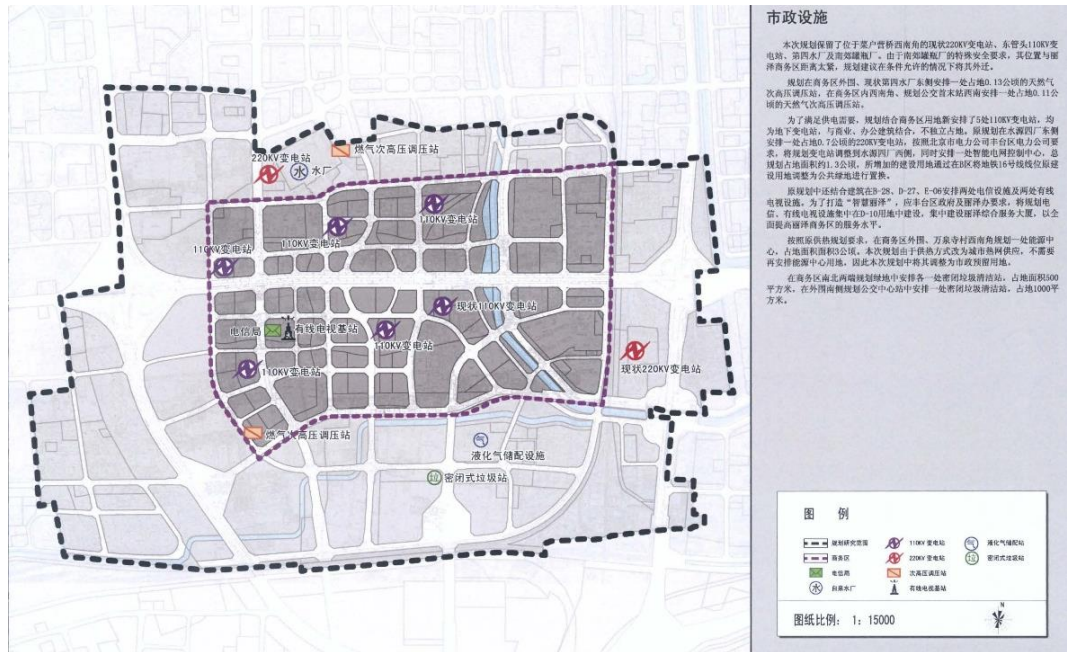 市政设施
本次规划保留了位于菜户营桥西南角的现状220KV变电站、东管头110KV变
电站、第四水厂及南郊罐瓶厂。由于南郊罐瓶厂的特殊安全要求，其位置与丽
泽商务区距离太紧，规划建议在条件允许的情况下将其外迁。
规划在商务区外围、现状第四水厂东侧安排一处占地0.13公顷的天然气
次高压调压站，在商务区内西南角、规划公交首末站西南安排一处占地0.11公
顷的天然气次高压调压站。
为了满足供电需要，规划结合商务区用地新安排了5处110KV变电站，均
为地下变电站，与商业、办公建筑结合，不独立占地。原规划在水源四厂东侧
安排一处占地0.7公顷的220KV变电站，按照北京市电力公司丰台区电力公司要
求，将规划变电站调整到水源四厂西侧，同时安排一处智能电网控制中心，总
规划占地面积约1.3公顷，所增加的建设用地通过在B区将地铁16号线线位原建
设用地调整为公共绿地进行置换。
原规划中还结合建筑在B-28、D-27、E-06安排两处电信设施及两处有线
电视设施。为了打造“智慧丽泽”，应丰台区政府及丽泽办要求，将规划电
信、有线电视设施集中在D-10用地中建设，集中建设丽泽综合服务大厦，以全
面提高丽泽商务区的服务水平。
按照原供热规划要求，在商务区外围、万泉寺村西南角规划一处能源中
心，占地面积面积3公顷。本次规划由于供热方式改为城市热网供应，不需要
再安排能源中心用地，因此本次规划中将其调整为市政预留用地。
在商务区南北两端规划绿地中安排各一处密闭垃圾清洁站，占地面积500
平方米，在外围南侧规划公交中心站中安排一处密闭垃圾清洁站，占地1000平
方米。
燃气次高压调压站
220KV变电站
水
水厂
110KV变电站
110KV变电站
110KV变电站
现状110KV变电站
电信局
有线电视基站
110KV变电站
现状220KV变电站
110KV变电站
燃气次高压调压站
气
液化气储配设施
垃
密闭式垃圾站
图 例
规划研究范围
110KV 变电站
气
液化气储配站
商务区
220KV 变电站
垃
密闭式垃圾站
电信局
次高压调压站
水
自来水厂
有线电视基站
图纸比例： 1：15000
N